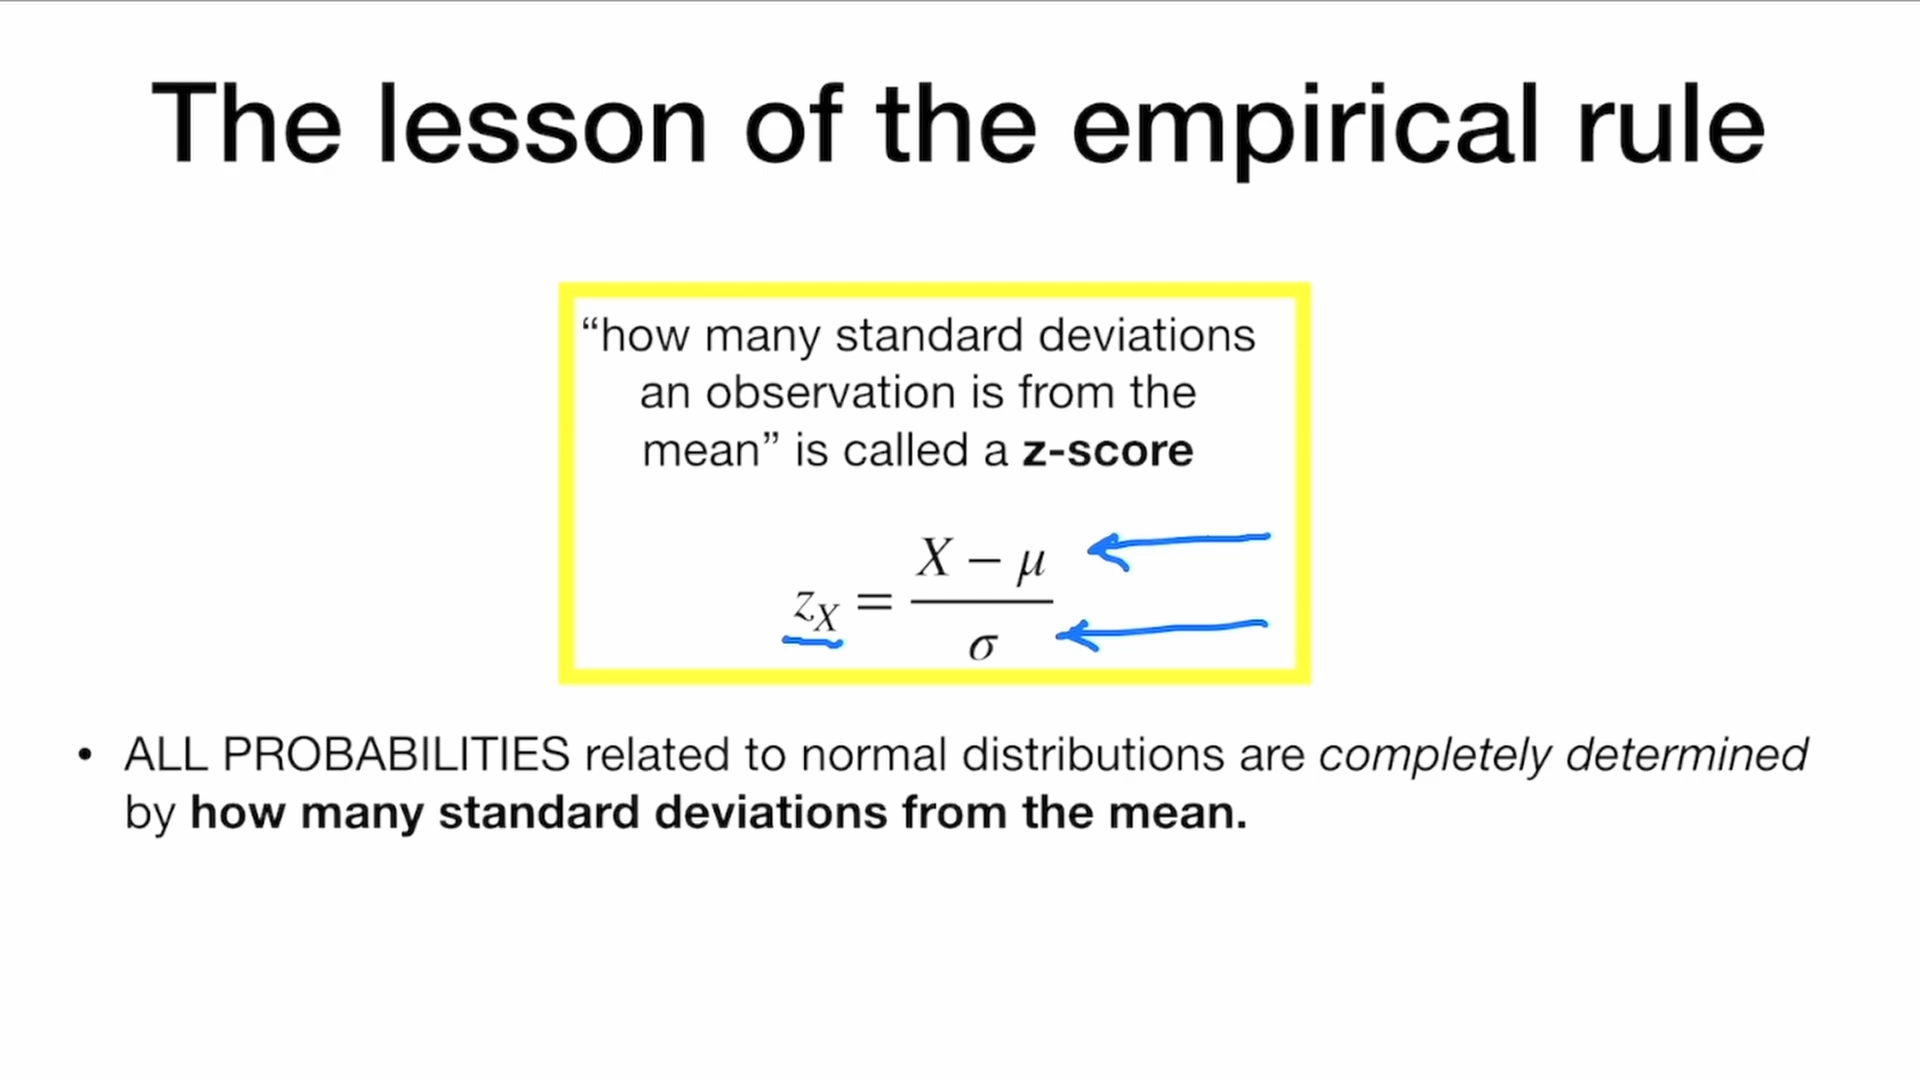 The lesson of the empirical rule
“how many standard deviations
an observation is from the
mean” is called a z-score
z_X = \frac{X - μ}{σ}
• ALL PROBABILITIES related to normal distributions are completely determined
by how many standard deviations from the mean.